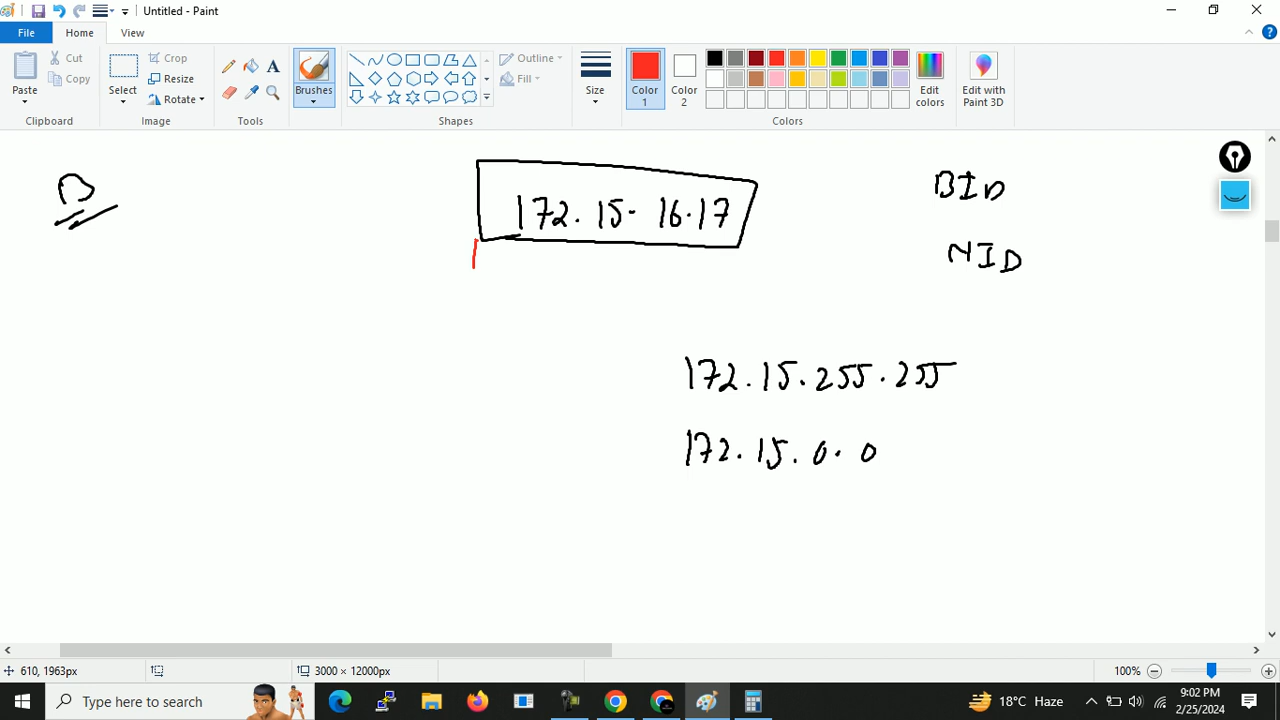 Untitled - Paint
File
Home
View
Paste
Cut
Copy
Clipboard
Select
Crop
Resize
Rotate
Image
A
Tools
Brushes
Outline
Fill
Shapes
Size
Color 1
Color 2
Edit colors
Edit with Paint 3D
Colors
172.15.16.17
BID
NID
172.15.255.255
172.15.0.0
610, 1963px
3000 × 12000px
100%
Type here to search
18°C Haze
9:02 PM
2/25/2024